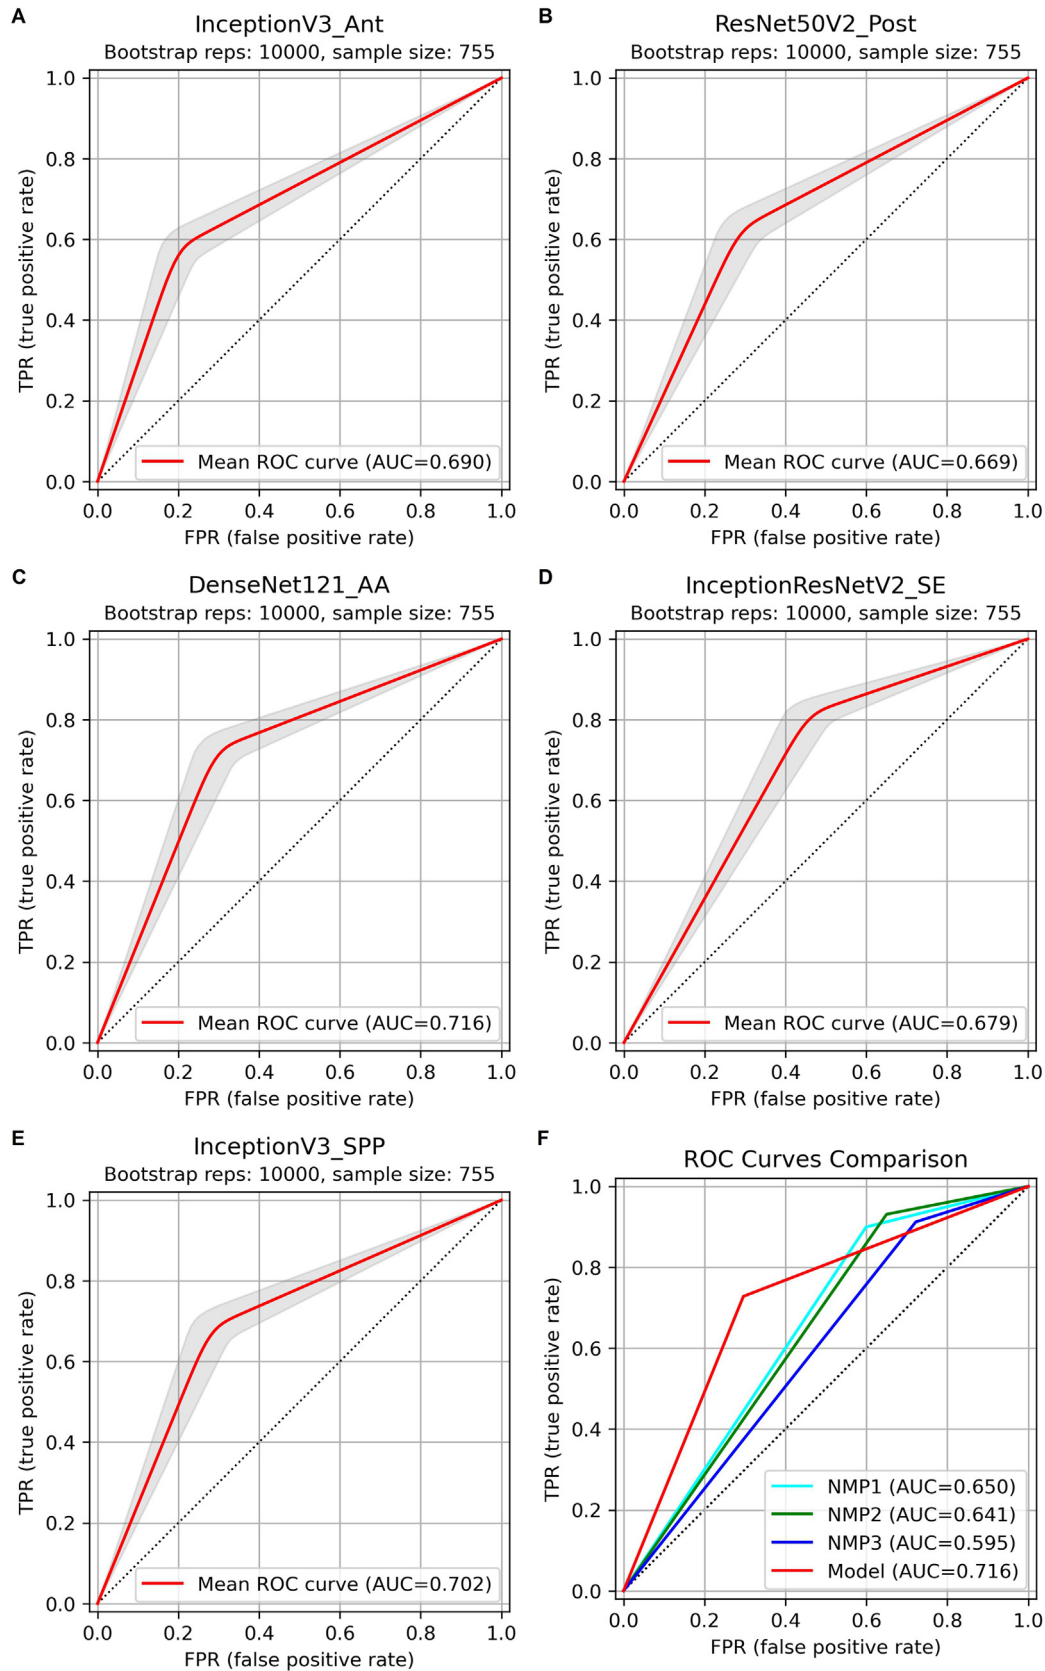 A
InceptionV3_Ant
Bootstrap reps: 10000, sample size: 755
TPR (true positive rate)
1.0
0.8
0.6
0.4
0.2
0.0
Mean ROC curve (AUC=0.690)
0.0 0.2 0.4 0.6 0.8 1.0
FPR (false positive rate)
B
ResNet50V2_Post
Bootstrap reps: 10000, sample size: 755
TPR (true positive rate)
1.0
0.8
0.6
0.4
0.2
0.0
Mean ROC curve (AUC=0.669)
0.0 0.2 0.4 0.6 0.8 1.0
FPR (false positive rate)
C
DenseNet121_AA
Bootstrap reps: 10000, sample size: 755
TPR (true positive rate)
1.0
0.8
0.6
0.4
0.2
0.0
Mean ROC curve (AUC=0.716)
0.0 0.2 0.4 0.6 0.8 1.0
FPR (false positive rate)
D
InceptionResNetV2_SE
Bootstrap reps: 10000, sample size: 755
TPR (true positive rate)
1.0
0.8
0.6
0.4
0.2
0.0
Mean ROC curve (AUC=0.679)
0.0 0.2 0.4 0.6 0.8 1.0
FPR (false positive rate)
E
InceptionV3_SPP
Bootstrap reps: 10000, sample size: 755
TPR (true positive rate)
1.0
0.8
0.6
0.4
0.2
0.0
Mean ROC curve (AUC=0.702)
0.0 0.2 0.4 0.6 0.8 1.0
FPR (false positive rate)
F
ROC Curves Comparison
TPR (true positive rate)
1.0
0.8
0.6
0.4
0.2
0.0
NMP1 (AUC=0.650)
NMP2 (AUC=0.641)
NMP3 (AUC=0.595)
Model (AUC=0.716)
0.0 0.2 0.4 0.6 0.8 1.0
FPR (false positive rate)